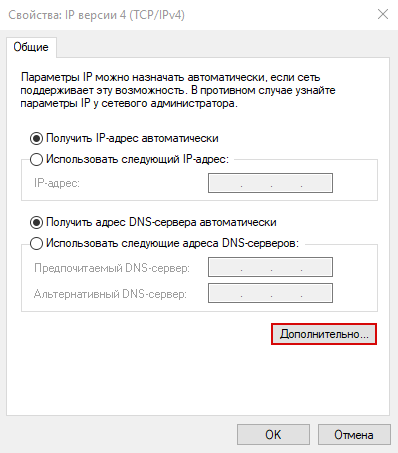 Свойства: IP версии 4 (TCP/IPv4)
Общие
Параметры IP можно назначать автоматически, если сеть
поддерживает эту возможность. В противном случае узнайте
параметры IP у сетевого администратора.
Получить IP-адрес автоматически
Использовать следующий IP-адрес:
IP-адрес:
Получить адрес DNS-сервера автоматически
Использовать следующие адреса DNS-серверов:
Предпочитаемый DNS-сервер:
Альтернативный DNS-сервер:
Дополнительно...
OK
Отмена